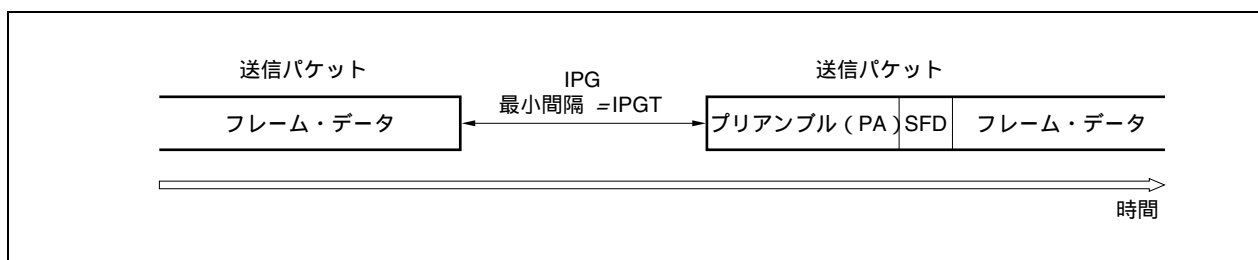 送信パケット
IPG
最小間隔 =IPGT
送信パケット
フレーム・データ
プリアンブル ( PA ) SFD フレーム・データ
時間